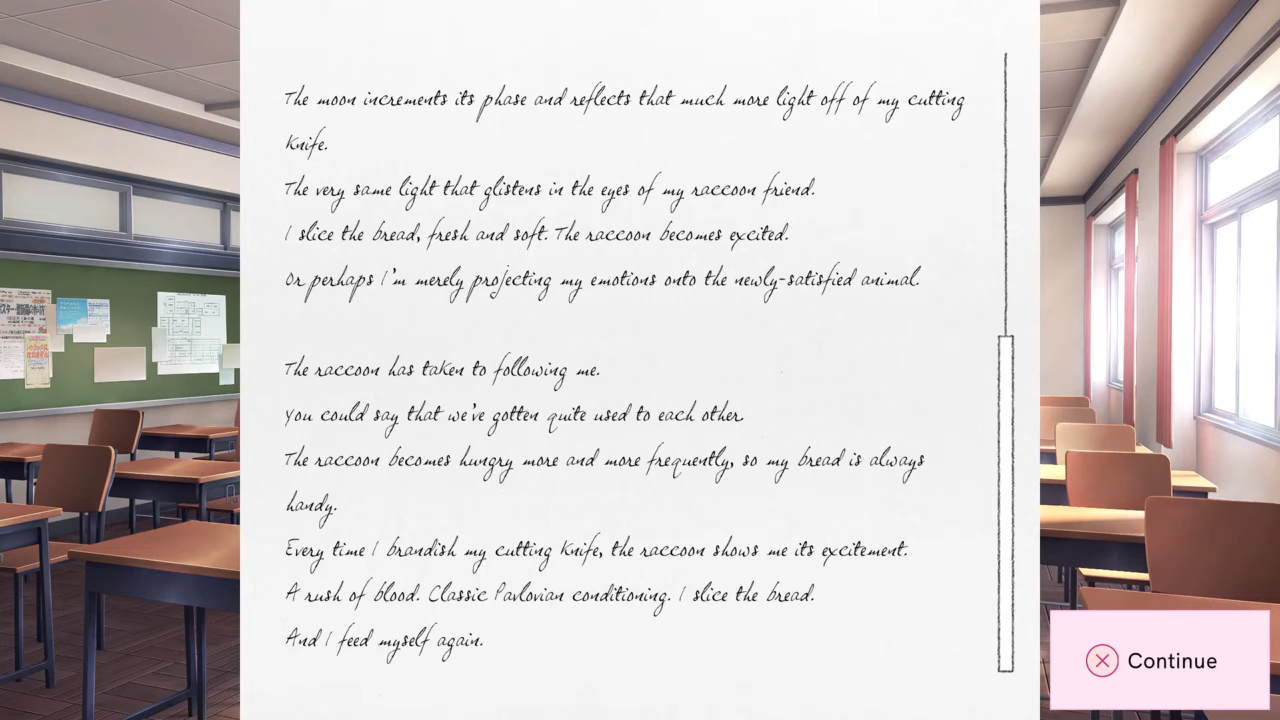 The moon increments its phase and reflects that much more light off of my cutting
knife.
The very same light that glistens in the eyes of my raccoon friend.
I slice the bread, fresh and soft. The raccoon becomes excited.
Or perhaps I'm merely projecting my emotions onto the newly-satisfied animal.
The raccoon has taken to following me.
You could say that we've gotten quite used to each other.
The raccoon becomes hungry more and more frequently, so my bread is always
handy.
Every time I brandish my cutting knife, the raccoon shows me its excitement.
A rush of blood. Classic Pavlovian conditioning. I slice the bread.
And I feed myself again.
Continue